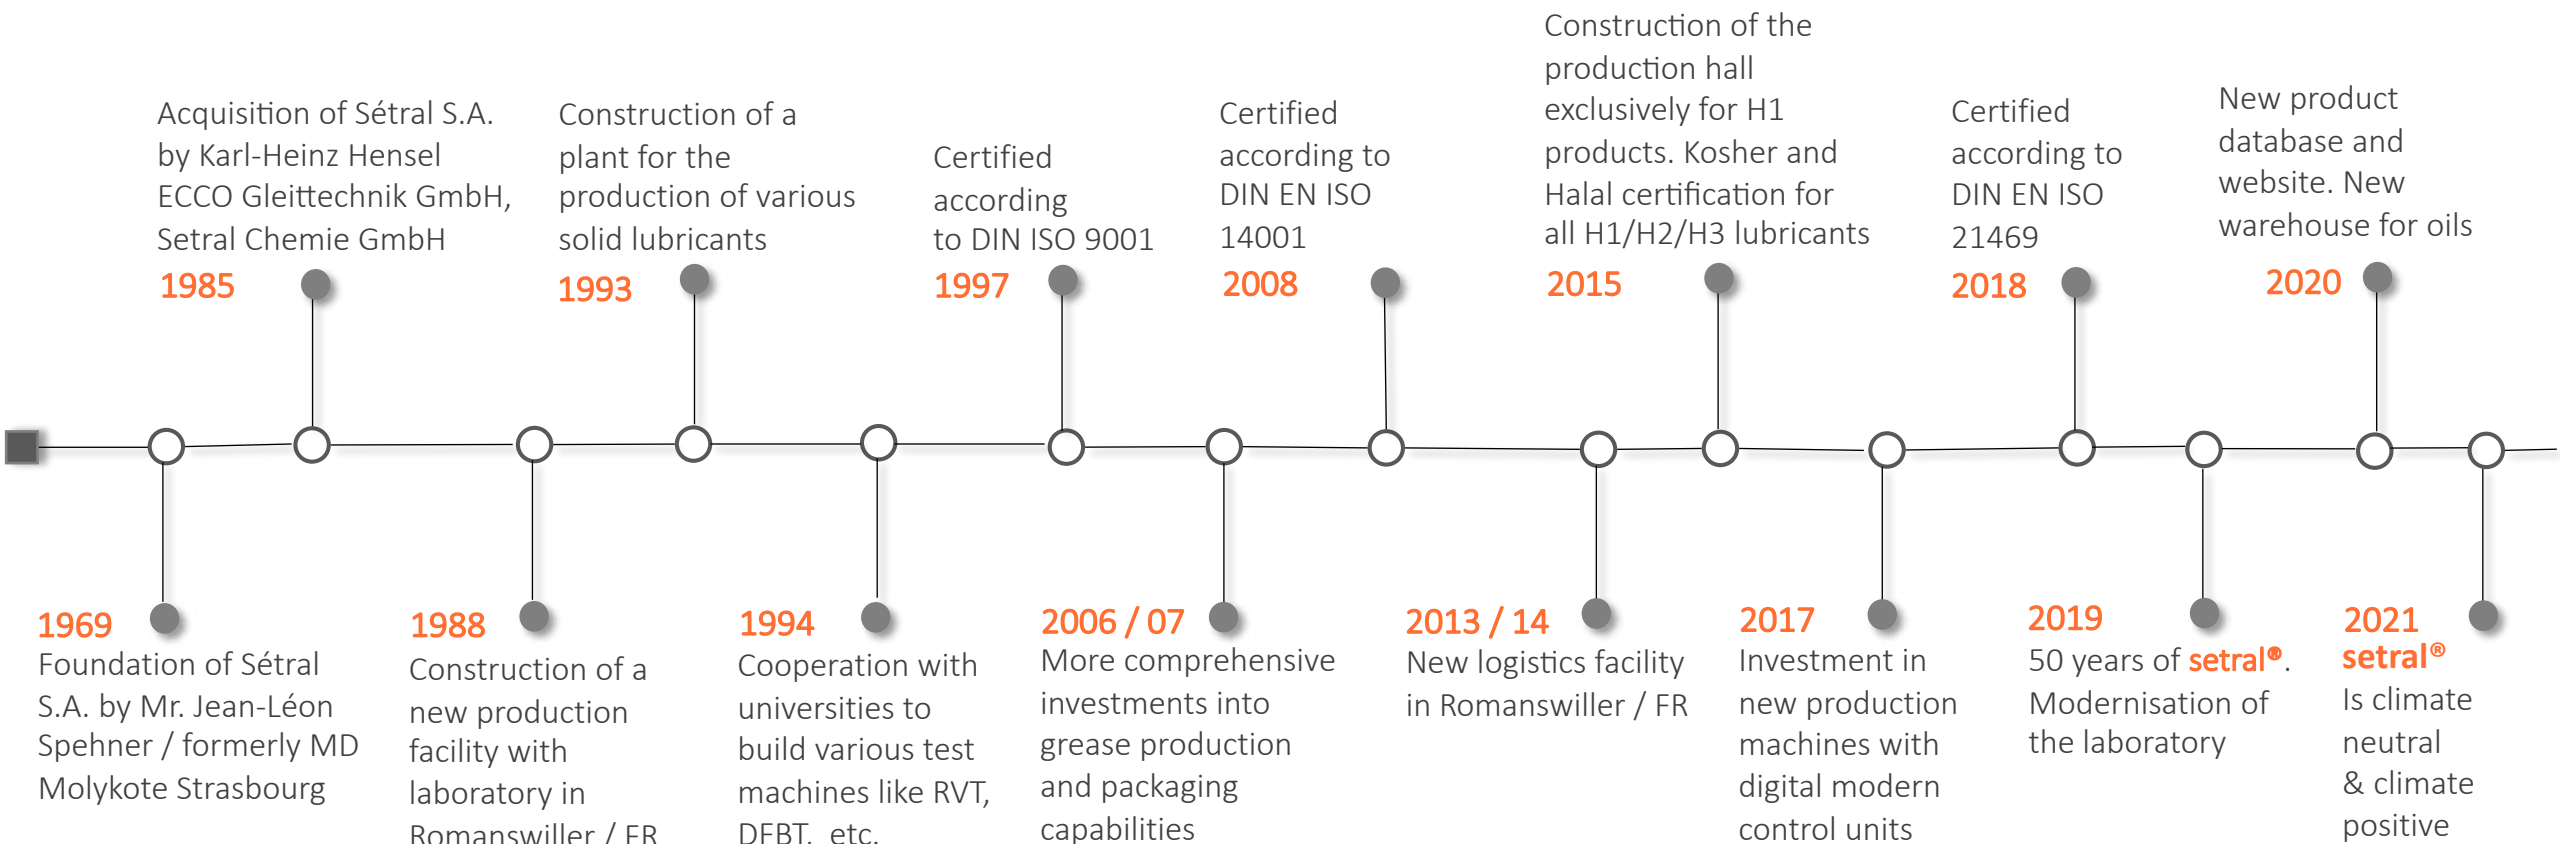 Acquisition of Sétral S.A.
by Karl-Heinz Hensel
ECCO Gleittechnik GmbH,
Setral Chemie GmbH
1985
Construction of a
plant for the
production of various
solid lubricants
1993
Certified
according
to DIN ISO 9001
1997
Certified
according to
DIN EN ISO
14001
2008
Construction of the
production hall
exclusively for H1
products. Kosher and
Halal certification for
all H1/H2/H3 lubricants
2015
Certified
according to
DIN EN ISO
21469
2018
New product
database and
website. New
warehouse for oils
2020
1969
Foundation of Sétral
S.A. by Mr. Jean-Léon
Spehner / formerly MD
Molykote Strasbourg
1988
Construction of a
new production
facility with
laboratory in
Romanswiller / FR
1994
Cooperation with
universities to
build various test
machines like RVT,
DFBT, etc.
2006 / 07
More comprehensive
investments into
grease production
and packaging
capabilities
2013 / 14
New logistics facility
in Romanswiller / FR
2017
Investment in
new production
machines with
digital modern
control units
2019
50 years of setral®.
Modernisation of
the laboratory
2021
setral®
Is climate
neutral
& climate
positive